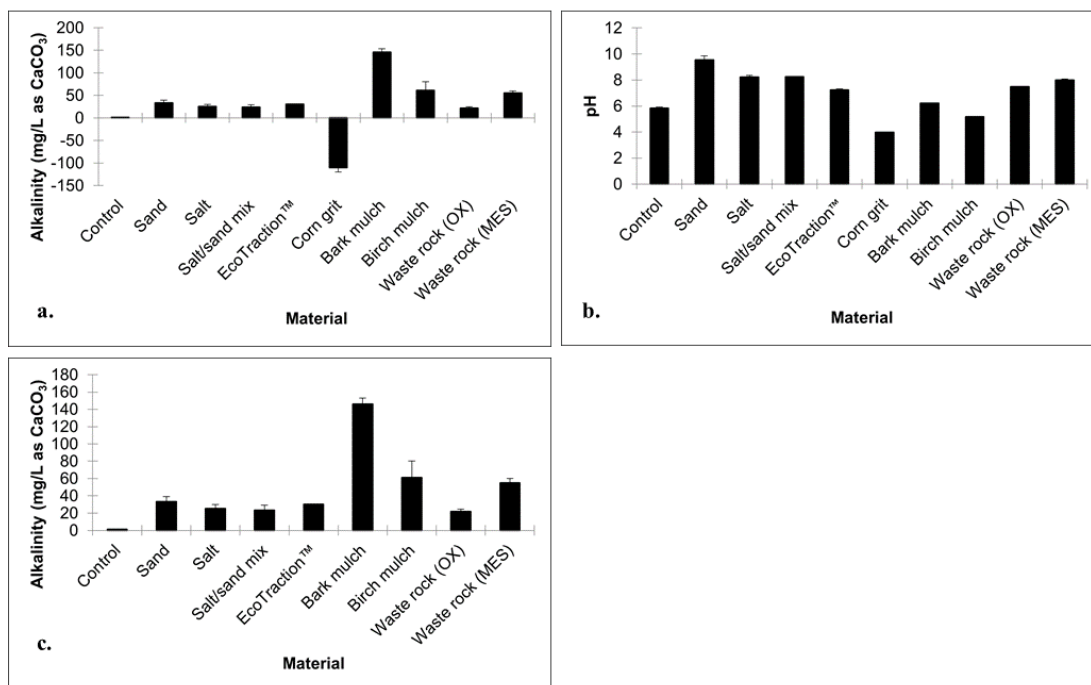 Alkalinity (mg/L as CaCO₃)
200
150
100
50
0
-50
-100
-150
Control
Sand
Salt
Salt/sand mix
EcoTraction™
Corn grit
Bark mulch
Birch mulch
Waste rock (OX)
Waste rock (MES)
a.
Material
pH
12
10
8
6
4
2
0
Control
Sand
Salt
Salt/sand mix
EcoTraction™
Corn grit
Bark mulch
Birch mulch
Waste rock (OX)
Waste rock (MES)
b.
Material
Alkalinity (mg/L as CaCO₃)
180
160
140
120
100
80
60
40
20
0
Control
Sand
Salt
Salt/sand mix
EcoTraction™
Bark mulch
Birch mulch
Waste rock (OX)
Waste rock (MES)
c.
Material